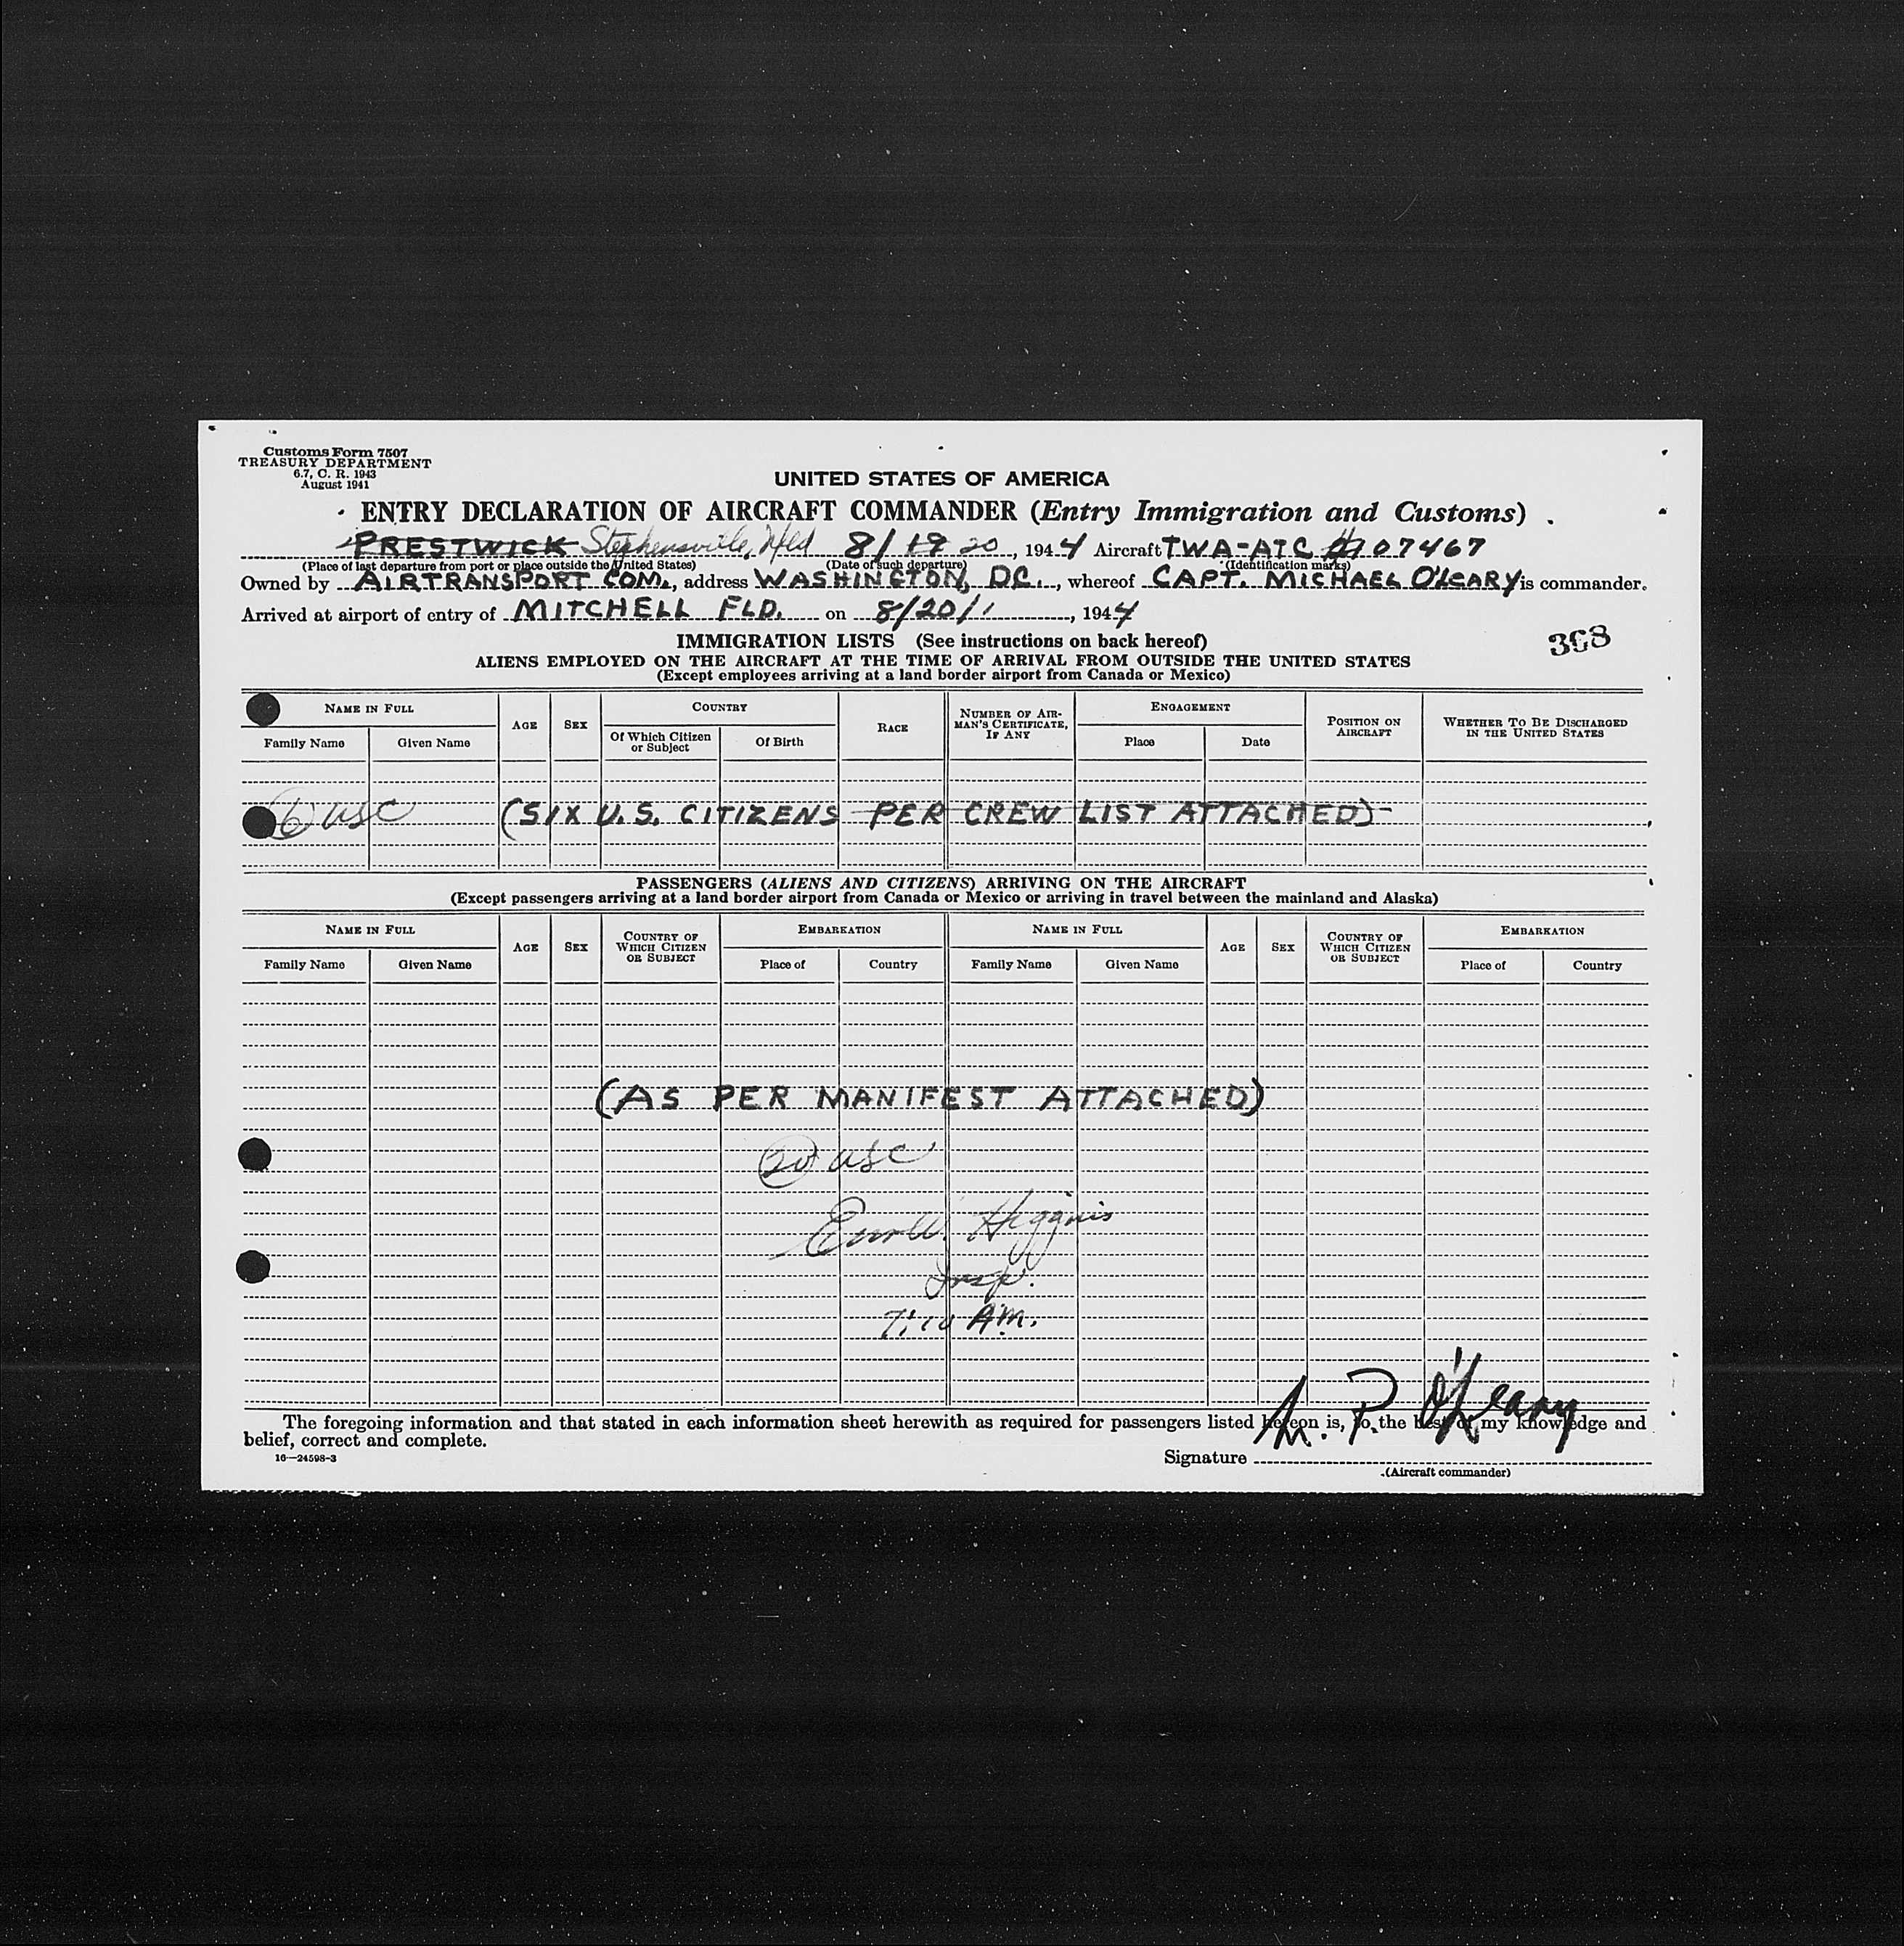 Customs Form 7507
TREASURY DEPARTMENT
6.7, C. R. 1943
August 1941
UNITED STATES OF AMERICA
ENTRY DECLARATION OF AIRCRAFT COMMANDER (Entry Immigration and Customs)
PRESTWICK Stephensville, Nfld 8/19 20, 1944 Aircraft TWA-ATC #07467
(Place of last departure from port or place outside the United States) (Date of such departure) (Identification marks)
Owned by AIRTRANSPORT COM., address WASHINGTON, DC., whereof CAPT. MICHAEL O'LEARY is commander.
Arrived at airport of entry of MITCHELL FLD. on 8/20/, 1944
IMMIGRATION LISTS (See instructions on back hereof)
368
ALIENS EMPLOYED ON THE AIRCRAFT AT THE TIME OF ARRIVAL FROM OUTSIDE THE UNITED STATES
(Except employees arriving at a land border airport from Canada or Mexico)
NAME IN FULL AGE SEX COUNTRY RACE NUMBER OF AIRMAN'S CERTIFICATE, IF ANY ENGAGEMENT POSITION ON AIRCRAFT WHETHER TO BE DISCHARGED IN THE UNITED STATES
Family Name Given Name Of Which Citizen or Subject Of Birth Place Date
6 USC (SIX U.S. CITIZENS PER CREW LIST ATTACHED)
PASSENGERS (ALIENS AND CITIZENS) ARRIVING ON THE AIRCRAFT
(Except passengers arriving at a land border airport from Canada or Mexico or arriving in travel between the mainland and Alaska)
NAME IN FULL AGE SEX COUNTRY OF WHICH CITIZEN OR SUBJECT EMBARKATION NAME IN FULL AGE SEX COUNTRY OF WHICH CITIZEN OR SUBJECT EMBARKATION
Family Name Given Name Place of Country Family Name Given Name Place of Country
(AS PER MANIFEST ATTACHED)
20 USC
Higgins
Insp.
7:10 A.M.
The foregoing information and that stated in each information sheet herewith as required for passengers listed hereon is, to the best of my knowledge and
belief, correct and complete.
16—24598-3
Signature M. P. O'Leary
(Aircraft commander)